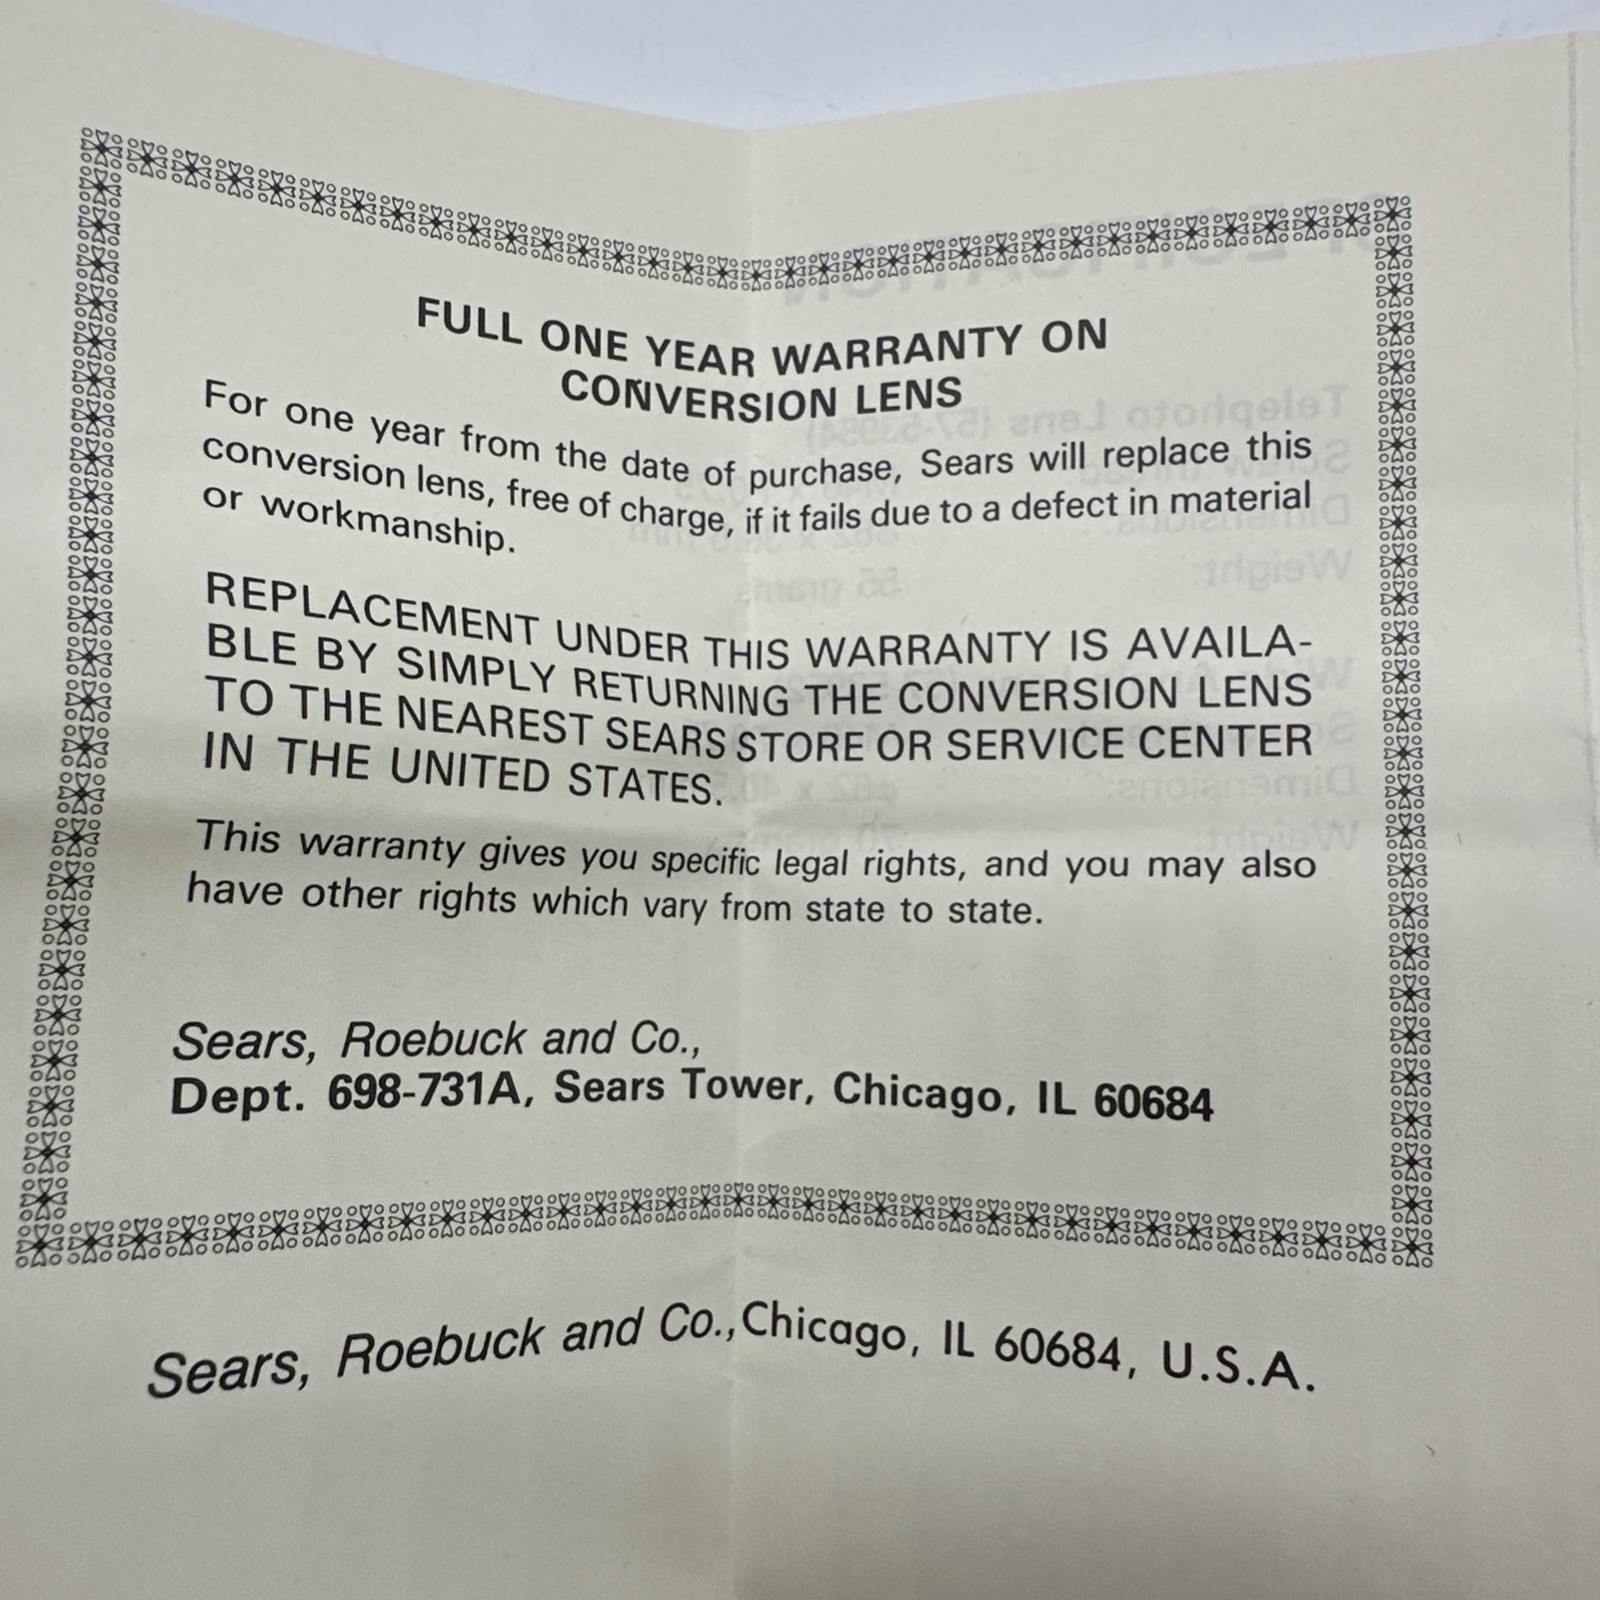 FULL ONE YEAR WARRANTY ON
CONVERSION LENS
For one year from the date of purchase, Sears will replace this
conversion lens, free of charge, if it fails due to a defect in material
or workmanship.
REPLACEMENT UNDER THIS WARRANTY IS AVAILA-
BLE BY SIMPLY RETURNING THE CONVERSION LENS
TO THE NEAREST SEARS STORE OR SERVICE CENTER
IN THE UNITED STATES.
This warranty gives you specific legal rights, and you may also
have other rights which vary from state to state.
Sears, Roebuck and Co.,
Dept. 698-731A, Sears Tower, Chicago, IL 60684
Sears, Roebuck and Co., Chicago, IL 60684, U.S.A.